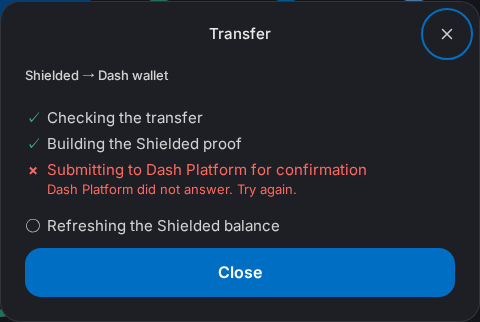 Transfer
Shielded → Dash wallet
✓ Checking the transfer
✓ Building the Shielded proof
× Submitting to Dash Platform for confirmation
Dash Platform did not answer. Try again.
Refreshing the Shielded balance
Close